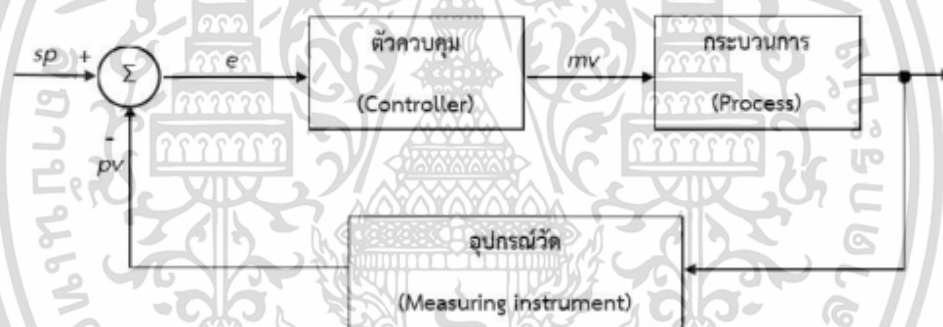 sp
+
Σ
e
ตัวควบคุม
(Controller)
mv
กระบวนการ
(Process)
-
pv
อุปกรณ์วัด
(Measuring instrument)